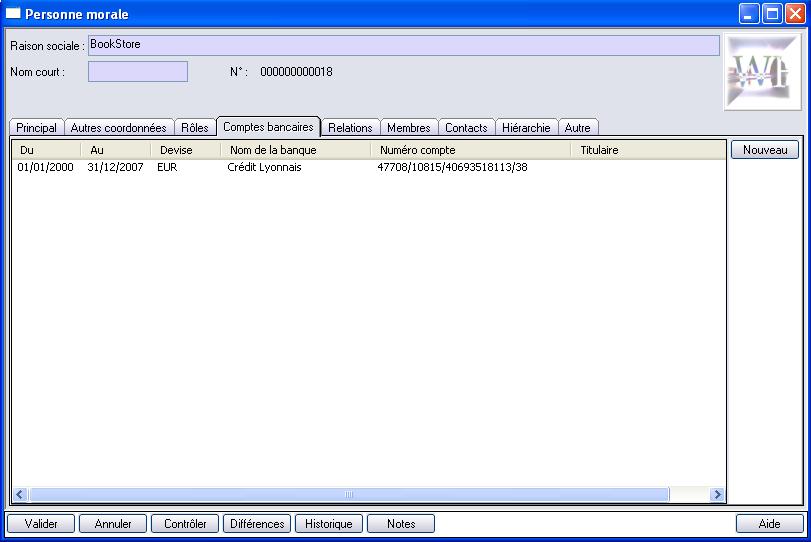 Personne morale
Raison sociale : BookStore
Nom court : N° : 000000000018
Principal Autres coordonnées Rôles Comptes bancaires Relations Membres Contacts Hiérarchie Autre
Du Au Devise Nom de la banque Numéro compte Titulaire Nouveau
01/01/2000 31/12/2007 EUR Crédit Lyonnais 47708/10815/40693518113/38
Valider Annuler Contrôler Différences Historique Notes Aide